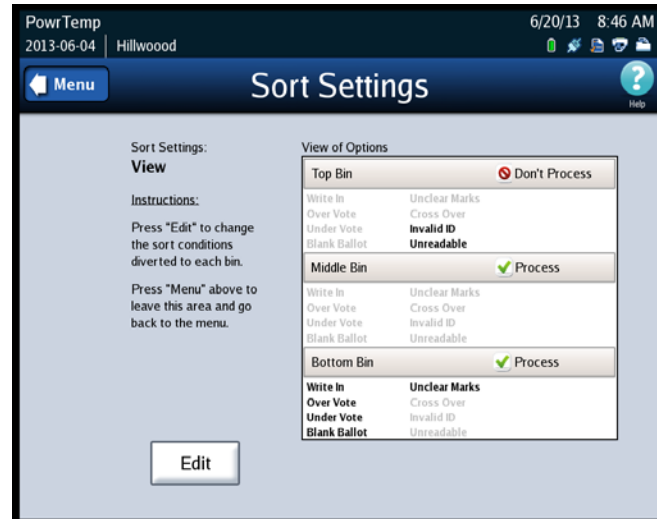 PowrTemp
6/20/13 8:46 AM
2013-06-04 Hillwoood
Menu
Sort Settings
Help
Sort Settings:
View
Instructions:
Press "Edit" to change
the sort conditions
diverted to each bin.
Press "Menu" above to
leave this area and go
back to the menu.
Edit
View of Options
Top Bin Don't Process
Write In Unclear Marks
Over Vote Cross Over
Under Vote Invalid ID
Blank Ballot Unreadable
Middle Bin Process
Write In Unclear Marks
Over Vote Cross Over
Under Vote Invalid ID
Blank Ballot Unreadable
Bottom Bin Process
Write In Unclear Marks
Over Vote Cross Over
Under Vote Invalid ID
Blank Ballot Unreadable